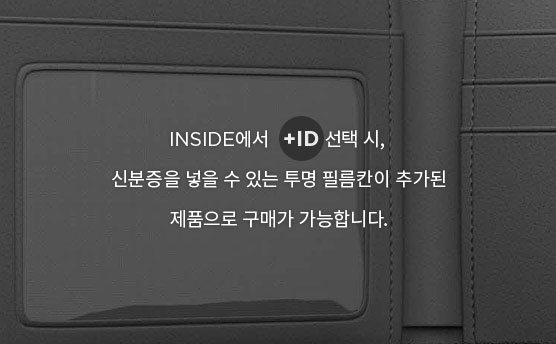 INSIDE에서 +ID 선택 시,
신분증을 넣을 수 있는 투명 필름칸이 추가된
제품으로 구매가 가능합니다.